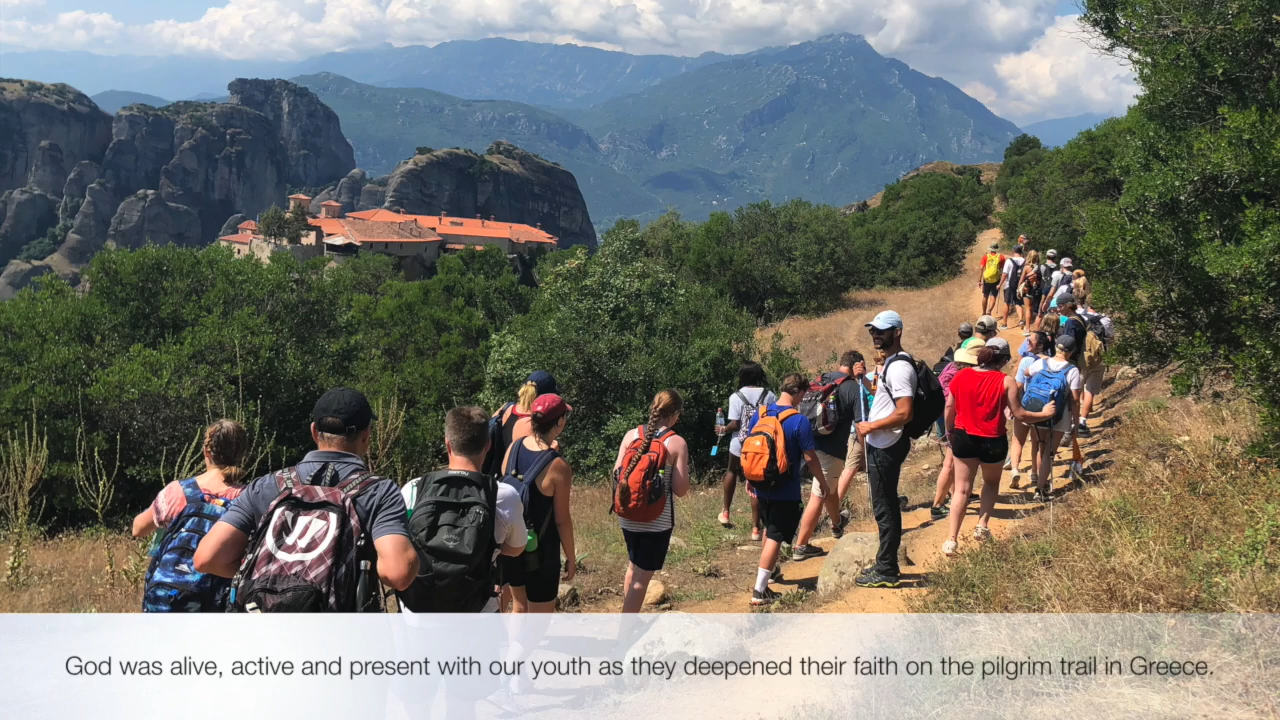 God was alive, active and present with our youth as they deepened their faith on the pilgrim trail in Greece.